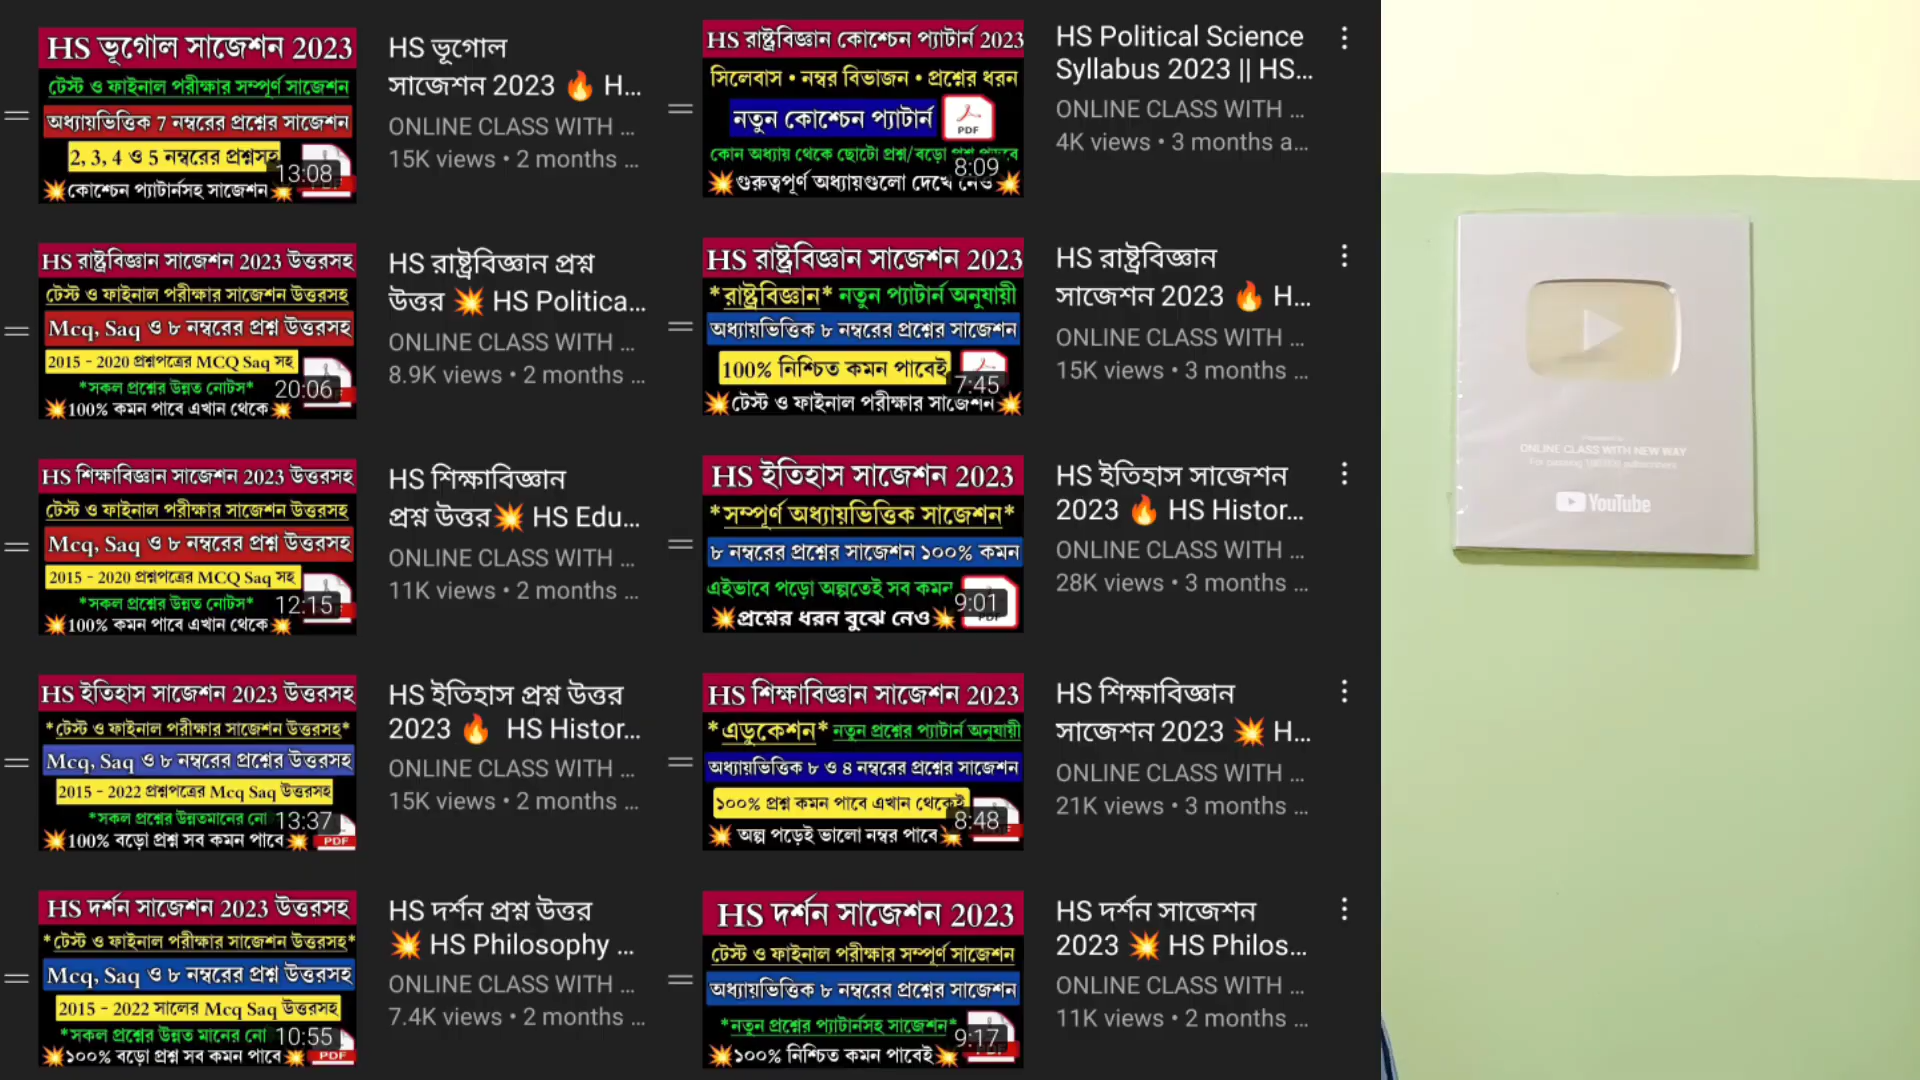 HS ভূগোল সাজেশন 2023
টেস্ট ও ফাইনাল পরীক্ষার সম্পূর্ণ সাজেশন
অধ্যায়ভিত্তিক 7 নম্বরের প্রশ্নের সাজেশন
2, 3, 4 ও 5 নম্বরের প্রশ্নসহ
13:08
💥কোশ্চেন প্যাটার্নসহ সাজেশন💥
HS ভূগোল
সাজেশন 2023 🔥 H...
ONLINE CLASS WITH ...
15K views • 2 months ...
HS রাষ্ট্রবিজ্ঞান সাজেশন 2023 উত্তরসহ
টেস্ট ও ফাইনাল পরীক্ষার সাজেশন উত্তরসহ
Mcq, Saq ও ৮ নম্বরের প্রশ্ন উত্তরসহ
2015 - 2020 প্রশ্নপত্রের MCQ Saq সহ
*সকল প্রশ্নের উন্নত নোটস*
20:06
💥100% কমন পাবে এখান থেকে💥
HS রাষ্ট্রবিজ্ঞান প্রশ্ন
উত্তর 💥 HS Politica...
ONLINE CLASS WITH ...
8.9K views • 2 months ...
HS শিক্ষাবিজ্ঞান সাজেশন 2023 উত্তরসহ
টেস্ট ও ফাইনাল পরীক্ষার সাজেশন উত্তরসহ
Mcq, Saq ও ৮ নম্বরের প্রশ্ন উত্তরসহ
2015 - 2020 প্রশ্নপত্রের MCQ Saq সহ
*সকল প্রশ্নের উন্নত নোটস*
12:15
💥100% কমন পাবে এখান থেকে💥
HS শিক্ষাবিজ্ঞান
প্রশ্ন উত্তর💥 HS Edu...
ONLINE CLASS WITH ...
11K views • 2 months ...
HS ইতিহাস সাজেশন 2023 উত্তরসহ
*টেস্ট ও ফাইনাল পরীক্ষার সাজেশন উত্তরসহ*
Mcq, Saq ও ৮ নম্বরের প্রশ্নের উত্তরসহ
2015 - 2022 প্রশ্নপত্রের Mcq Saq উত্তরসহ
*সকল প্রশ্নের উন্নতমানের নো
13:37
💥100% বড়ো প্রশ্ন সব কমন পাবে💥 PDF
HS ইতিহাস প্রশ্ন উত্তর
2023 🔥 HS Histor...
ONLINE CLASS WITH ...
15K views • 2 months ...
HS দর্শন সাজেশন 2023 উত্তরসহ
*টেস্ট ও ফাইনাল পরীক্ষার সাজেশন উত্তরসহ*
Mcq, Saq ও ৮ নম্বরের প্রশ্ন উত্তরসহ
2015 - 2022 সালের Mcq Saq উত্তরসহ
*সকল প্রশ্নের উন্নত মানের নো
10:55
💥১০০% বড়ো প্রশ্ন সব কমন পাবে💥 PDF
HS দর্শন প্রশ্ন উত্তর
💥 HS Philosophy ...
ONLINE CLASS WITH ...
7.4K views • 2 months ...
HS রাষ্ট্রবিজ্ঞান কোশ্চেন প্যাটার্ন 2023
সিলেবাস • নম্বর বিভাজন • প্রশ্নের ধরন
নতুন কোশ্চেন প্যাটার্ন
PDF
কোন অধ্যায় থেকে ছোটো প্রশ্ন/বড়ো
8:09
💥গুরুত্বপূর্ণ অধ্যায়গুলো দেখে নেও💥
HS Political Science
Syllabus 2023 || HS...
ONLINE CLASS WITH ...
4K views • 3 months a...
HS রাষ্ট্রবিজ্ঞান সাজেশন 2023
*রাষ্ট্রবিজ্ঞান* নতুন প্যাটার্ন অনুযায়ী
অধ্যায়ভিত্তিক ৮ নম্বরের প্রশ্নের সাজেশন
100% নিশ্চিত কমন পাবেই
7:45
💥টেস্ট ও ফাইনাল পরীক্ষার সাজেশন💥
HS রাষ্ট্রবিজ্ঞান
সাজেশন 2023 🔥 H...
ONLINE CLASS WITH ...
15K views • 3 months ...
HS ইতিহাস সাজেশন 2023
*সম্পূর্ণ অধ্যায়ভিত্তিক সাজেশন*
৮ নম্বরের প্রশ্নের সাজেশন ১০০% কমন
এইভাবে পড়ো অল্পতেই সব কমন
9:01
💥প্রশ্নের ধরন বুঝে নেও💥
HS ইতিহাস সাজেশন
2023 🔥 HS Histor...
ONLINE CLASS WITH ...
28K views • 3 months ...
HS শিক্ষাবিজ্ঞান সাজেশন 2023
*এডুকেশন* নতুন প্রশ্নের প্যাটার্ন অনুযায়ী
অধ্যায়ভিত্তিক ৮ ও ৪ নম্বরের প্রশ্নের সাজেশন
১০০% প্রশ্ন কমন পাবে এখান থেকেই
8:48
💥 অল্প পড়েই ভালো নম্বর পাবে💥
HS শিক্ষাবিজ্ঞান
সাজেশন 2023 💥 H...
ONLINE CLASS WITH ...
21K views • 3 months ...
HS দর্শন সাজেশন 2023
টেস্ট ও ফাইনাল পরীক্ষার সম্পূর্ণ সাজেশন
অধ্যায়ভিত্তিক ৮ নম্বরের প্রশ্নের সাজেশন
*নতুন প্রশ্নের প্যাটার্নসহ সাজেশন*
9:17
💥১০০% নিশ্চিত কমন পাবেই💥
HS দর্শন সাজেশন
2023 💥 HS Philos...
ONLINE CLASS WITH ...
11K views • 3 months ...
ONLINE CLASS WITH NEW WAY
For passing 100,000 subscribers
YouTube